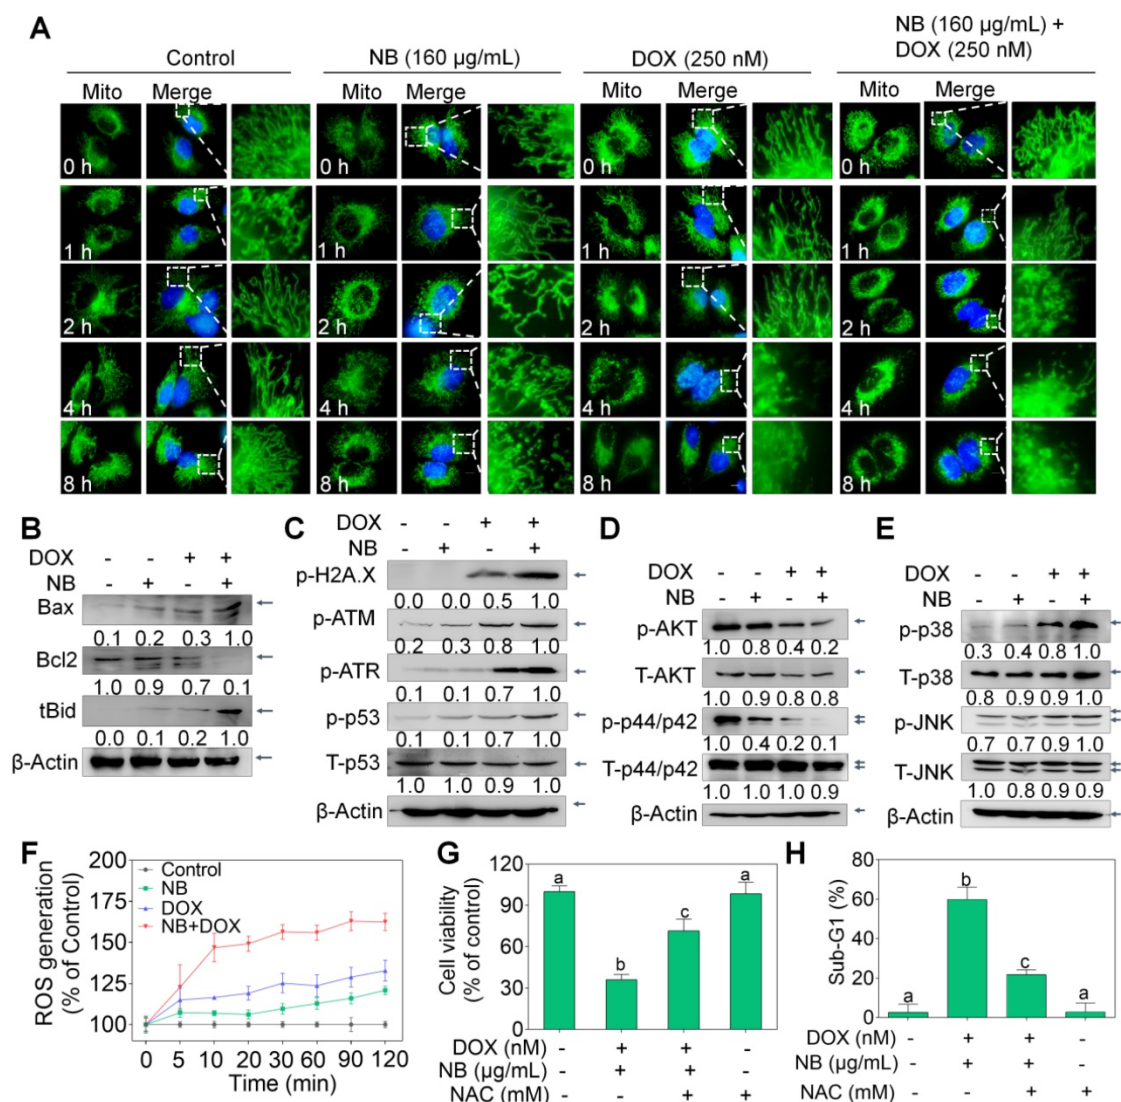 A
Control
NB (160 µg/mL)
DOX (250 nM)
NB (160 µg/mL) +
DOX (250 nM)
Mito Merge Mito Merge Mito Merge Mito Merge
0 h 0 h 0 h 0 h
1 h 1 h 1 h 1 h
2 h 2 h 2 h 2 h
4 h 4 h 4 h 4 h
8 h 8 h 8 h 8 h
B
DOX - - + +
NB - + - +
Bax
0.1 0.2 0.3 1.0
Bcl2
1.0 0.9 0.7 0.1
tBid
0.0 0.1 0.2 1.0
β-Actin
C
DOX - - + +
NB - + - +
p-H2A.X
0.0 0.0 0.5 1.0
p-ATM
0.2 0.3 0.8 1.0
p-ATR
0.1 0.1 0.7 1.0
p-p53
0.1 0.1 0.7 1.0
T-p53
1.0 1.0 0.9 1.0
β-Actin
D
DOX - - + +
NB - + - +
p-AKT
1.0 0.8 0.4 0.2
T-AKT
1.0 0.9 0.8 0.8
p-p44/p42
1.0 0.4 0.2 0.1
T-p44/p42
1.0 1.0 1.0 0.9
β-Actin
E
DOX - - + +
NB - + - +
p-p38
0.3 0.4 0.8 1.0
T-p38
0.8 0.9 0.9 1.0
p-JNK
0.7 0.7 0.9 1.0
T-JNK
1.0 0.8 0.9 0.9
β-Actin
F
ROS generation
(% of Control)
200
175
150
125
100
Control
NB
DOX
NB+DOX
0 5 10 20 30 60 90 120
Time (min)
G
Cell viability
(% of control)
120
90
60
30
0
a b c a
DOX (nM) - + + -
NB (µg/mL) - + + -
NAC (mM) - - + +
H
Sub-G1 (%)
80
60
40
20
0
a b c a
DOX (nM) - + + -
NB (µg/mL) - + + -
NAC (mM) - - + +